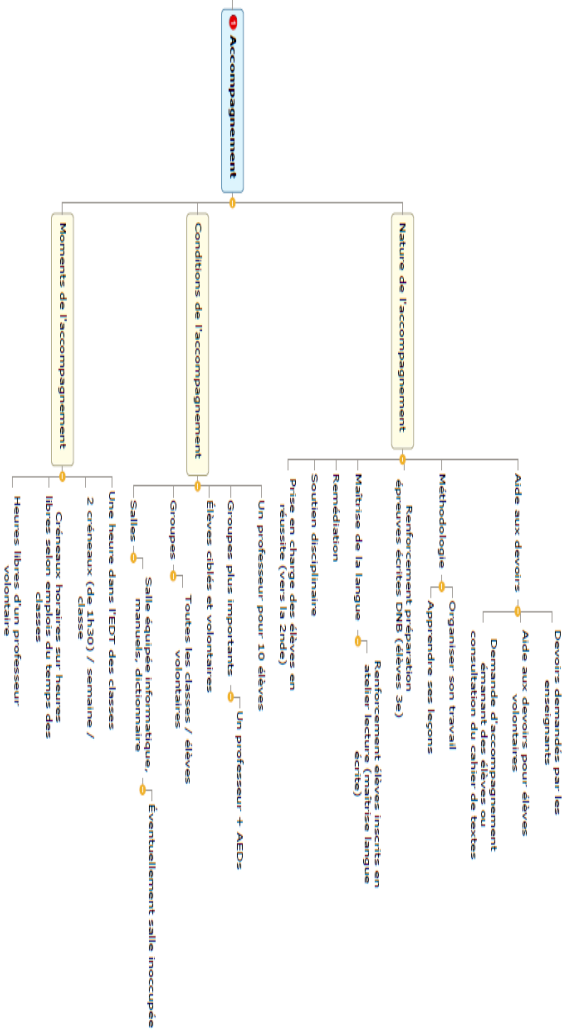 1 Accompagnement
Nature de l'accompagnement
Aide aux devoirs
Devoirs demandés par les
enseignants
Aide aux devoirs pour élèves
volontaires
Demande d'accompagnement
émanant des élèves ou
consultation du cahier de textes
Méthodologie
Organiser son travail
Apprendre ses leçons
Renforcement préparation
épreuves écrites DNB (élèves 3e)
Maîtrise de la langue
Renforcement élèves inscrits en
atelier lecture (maîtrise langue
écrite)
Remédiation
Soutien disciplinaire
Prise en charge des élèves en
réussite (vers la 2nde)
Conditions de l'accompagnement
Un professeur pour 10 élèves
Groupes plus importants
Un professeur + AEDs
Élèves ciblés et volontaires
Groupes
Toutes les classes / élèves
volontaires
Salles
Salle équipée informatique,
manuels, dictionnaire
Éventuellement salle inoccupée
Moments de l'accompagnement
Une heure dans l'EDT des classes
2 créneaux (de 1h30) / semaine /
classe
Créneaux horaires sur heures
libres selon emplois du temps des
classes
Heures libres d'un professeur
volontaire